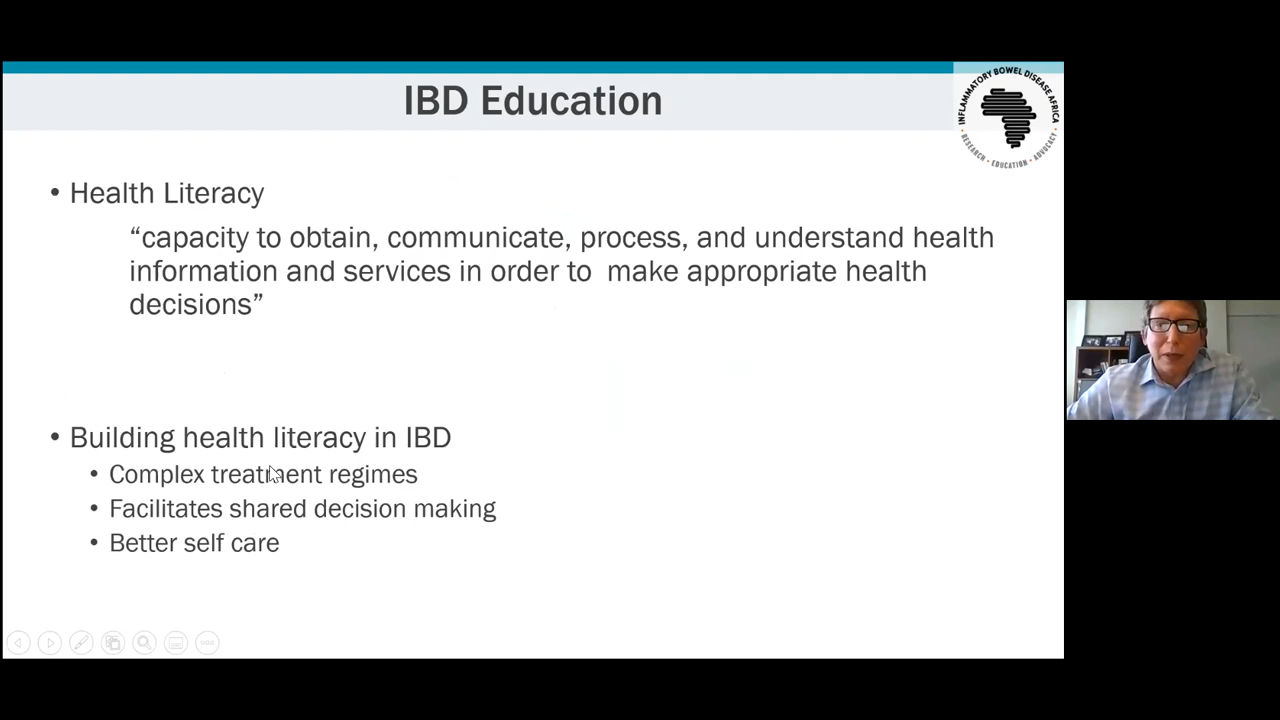 IBD Education
INFLAMMATORY BOWEL DISEASE AFRICA
• RESEARCH • EDUCATION • ADVOCACY
• Health Literacy
“capacity to obtain, communicate, process, and understand health
information and services in order to  make appropriate health
decisions”
• Building health literacy in IBD
• Complex treatment regimes
• Facilitates shared decision making
• Better self care